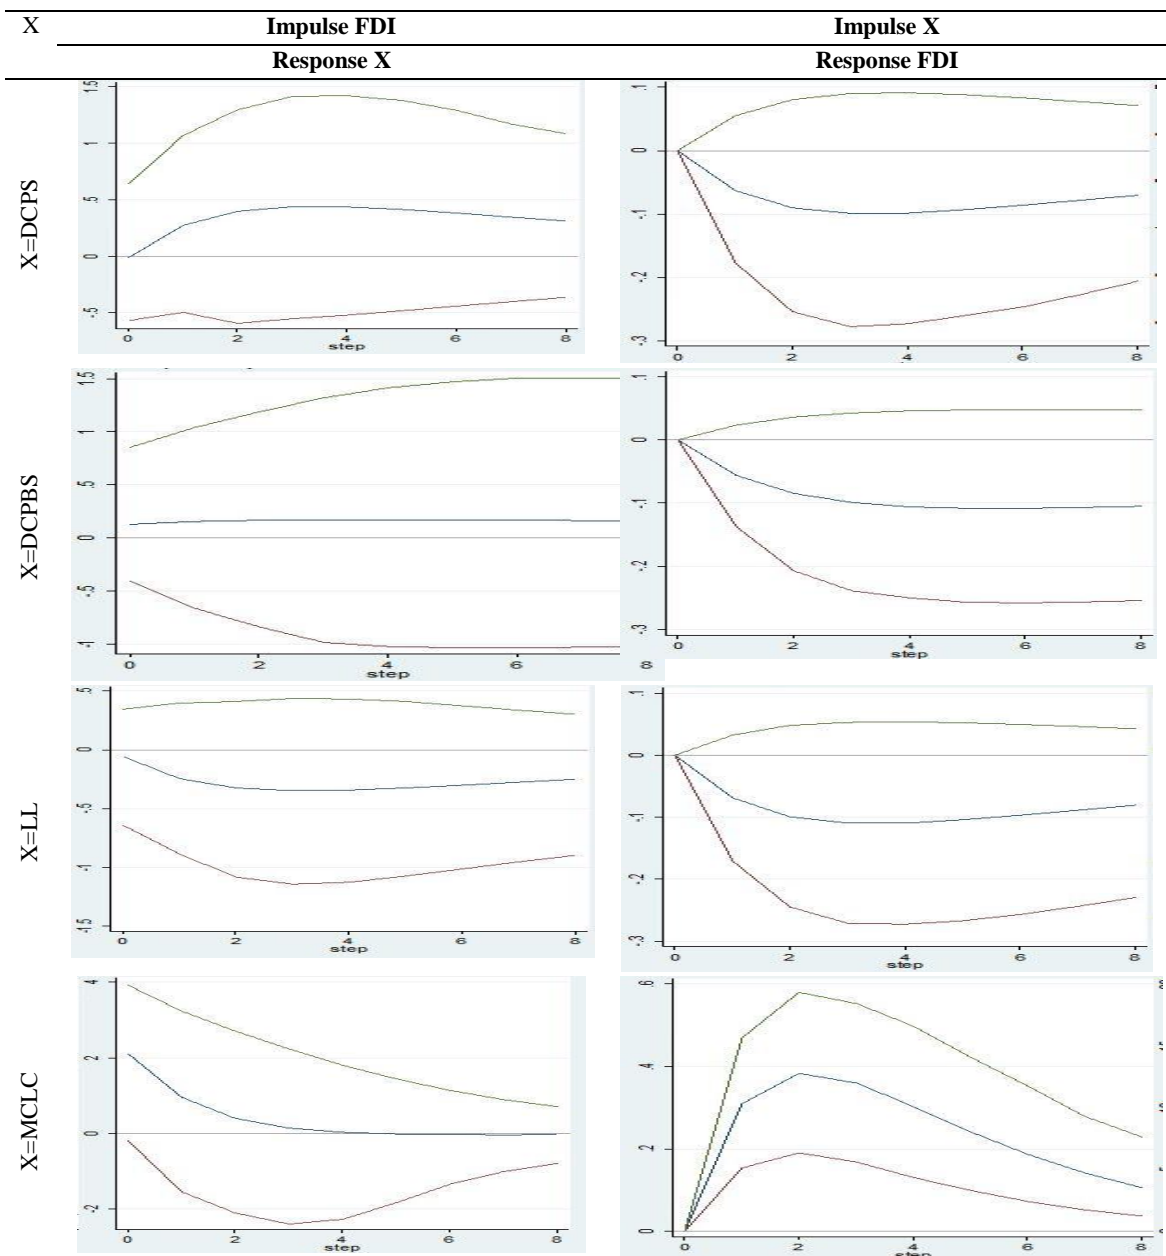 X
Impulse FDI
Impulse X
Response X
Response FDI
X=DCPS
1.5
1
.5
0
-.5
0 2 4 6 8
step
.1
0
-.1
-.2
-.3
0 2 4 6 8
X=DCPBS
1.5
1
.5
0
-.5
-1
0 2 4 6 8
step
.1
0
-.1
-.2
-.3
0 2 4 6 8
step
X=LL
.5
0
-.5
-1
-1.5
0 2 4 6 8
step
.1
0
-.1
-.2
-.3
0 2 4 6 8
step
X=MCLC
4
2
0
-2
0 2 4 6 8
step
.6
.4
.2
0
0 2 4 6 8
step